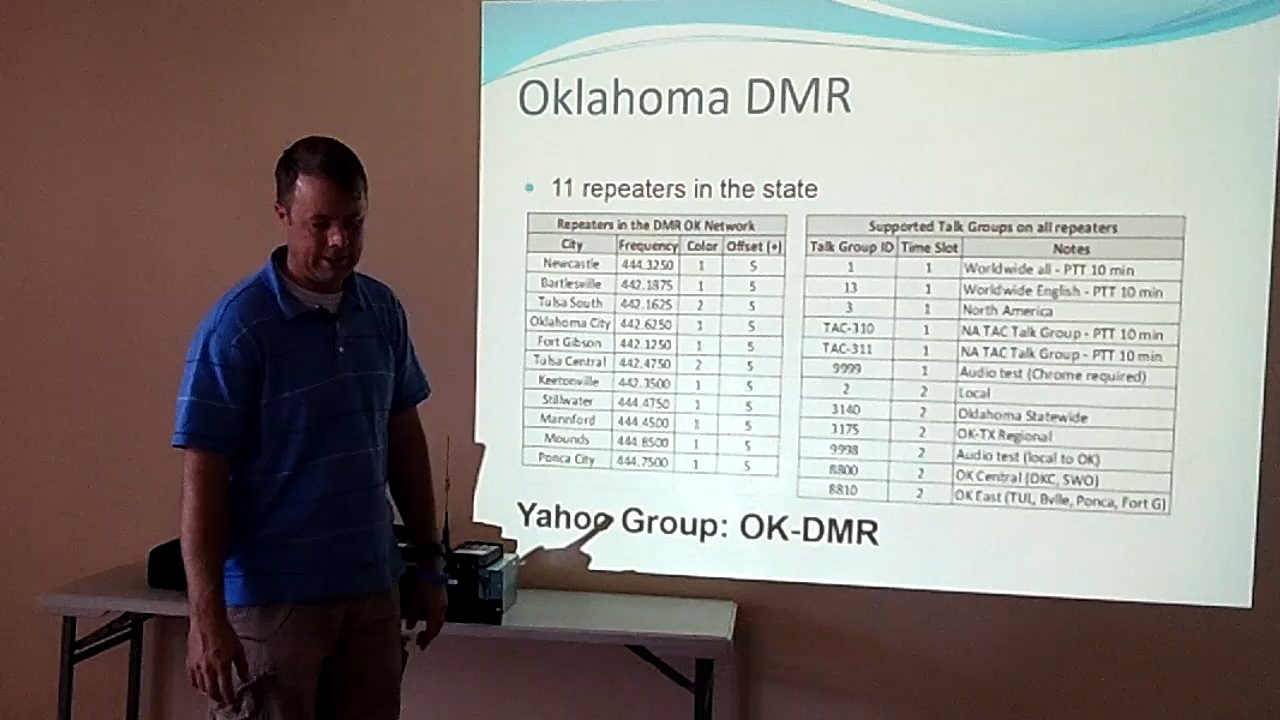 Oklahoma DMR
• 11 repeaters in the state
Repeaters in the DMR OK Network
City Frequency Color Offset (+)
Newcastle 444.3250 1 5
Bartlesville 442.1875 1 5
Tulsa South 442.1625 2 5
Oklahoma City 442.6250 1 5
Fort Gibson 442.1250 1 5
Tulsa Central 442.4750 2 5
Keetonville 442.3500 1 5
Stillwater 444.4750 1 5
Mannford 444.4500 1 5
Mounds 444.8500 1 5
Ponca City 444.7500 1 5
Supported Talk Groups on all repeaters
Talk Group ID Time Slot Notes
1 1 Worldwide all - PTT 10 min
13 1 Worldwide English - PTT 10 min
3 1 North America
TAC-310 1 NA TAC Talk Group - PTT 10 min
TAC-311 1 NA TAC Talk Group - PTT 10 min
9999 1 Audio test (Chrome required)
2 2 Local
3140 2 Oklahoma Statewide
3175 2 OK-TX Regional
9998 2 Audio test (local to OK)
8800 2 OK Central (OKC, SWO)
8810 2 OK East (TUL, Bville, Ponca, Fort G)
Yahoo Group: OK-DMR